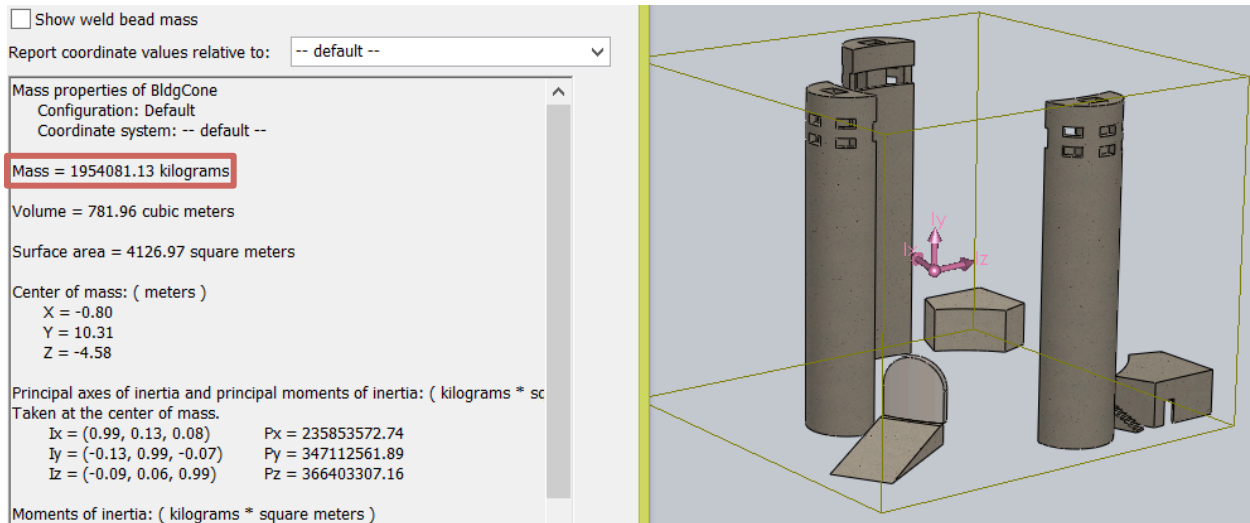 Show weld bead mass
Report coordinate values relative to: -- default --
Mass properties of BldgCone
Configuration: Default
Coordinate system: -- default --
Mass = 1954081.13 kilograms
Volume = 781.96 cubic meters
Surface area = 4126.97 square meters
Center of mass: ( meters )
X = -0.80
Y = 10.31
Z = -4.58
Principal axes of inertia and principal moments of inertia: ( kilograms * sq
Taken at the center of mass.
Ix = (0.99, 0.13, 0.08) Px = 235853572.74
Iy = (-0.13, 0.99, -0.07) Py = 347112561.89
Iz = (-0.09, 0.06, 0.99) Pz = 366403307.16
Moments of inertia: ( kilograms * square meters )
Iy
Ix
Iz